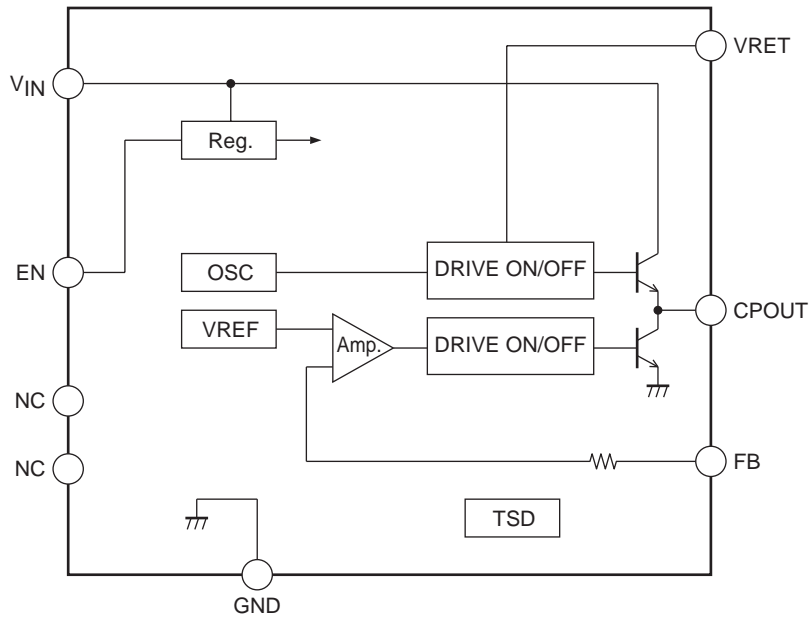 VRET
VIN
Reg.
EN
OSC
DRIVE ON/OFF
CPOUT
VREF
Amp.
DRIVE ON/OFF
NC
NC
FB
TSD
GND